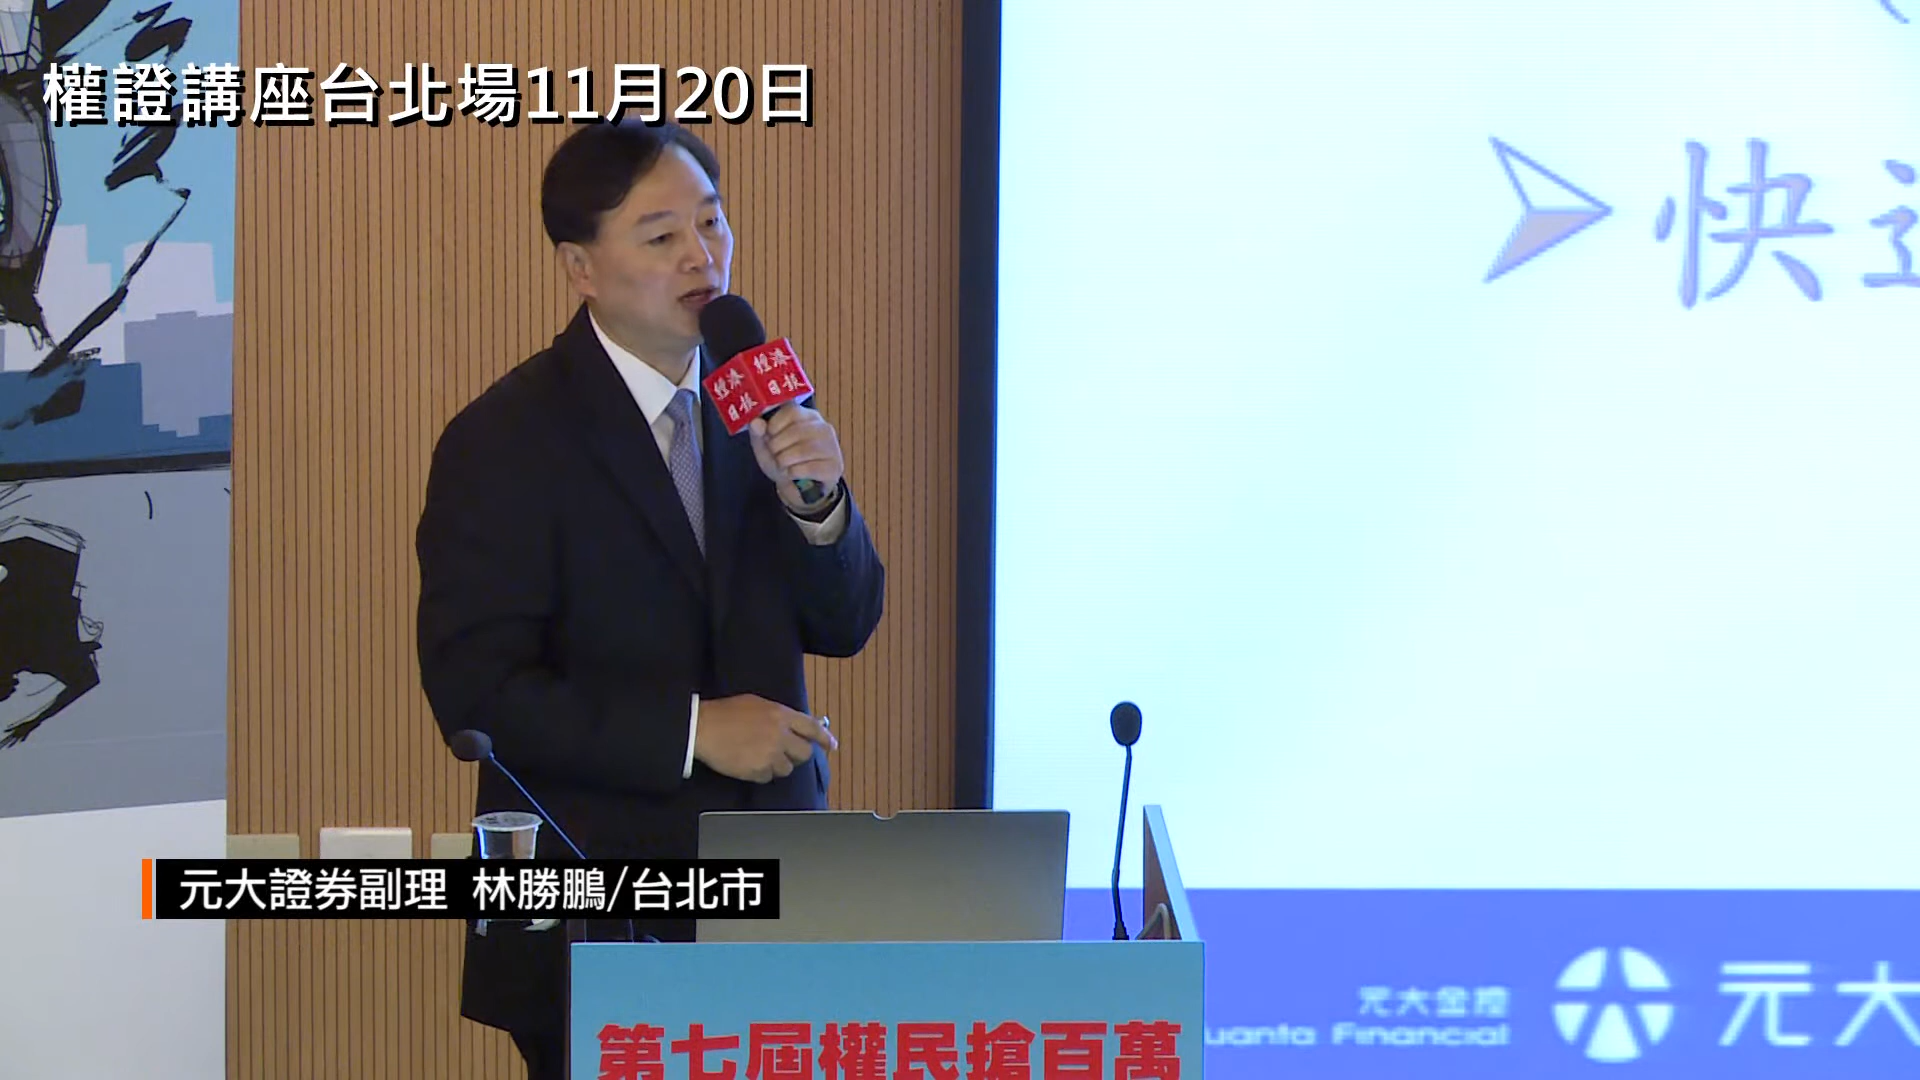 權證講座台北場11月20日
快
經濟日報
經濟日報
元大證券副理 林勝鵬/台北市
元大金控
uanta Financial
元大
第七屆權民搶百萬